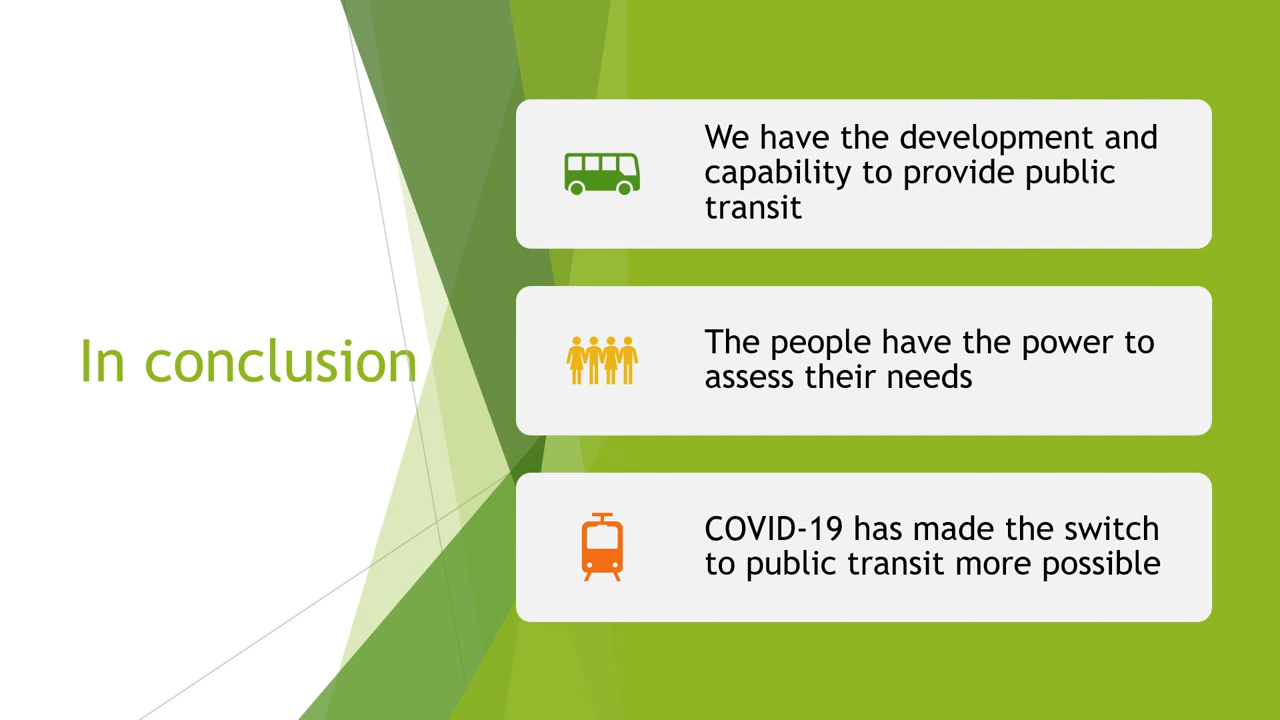 In conclusion
We have the development and
capability to provide public
transit
The people have the power to
assess their needs
COVID-19 has made the switch
to public transit more possible